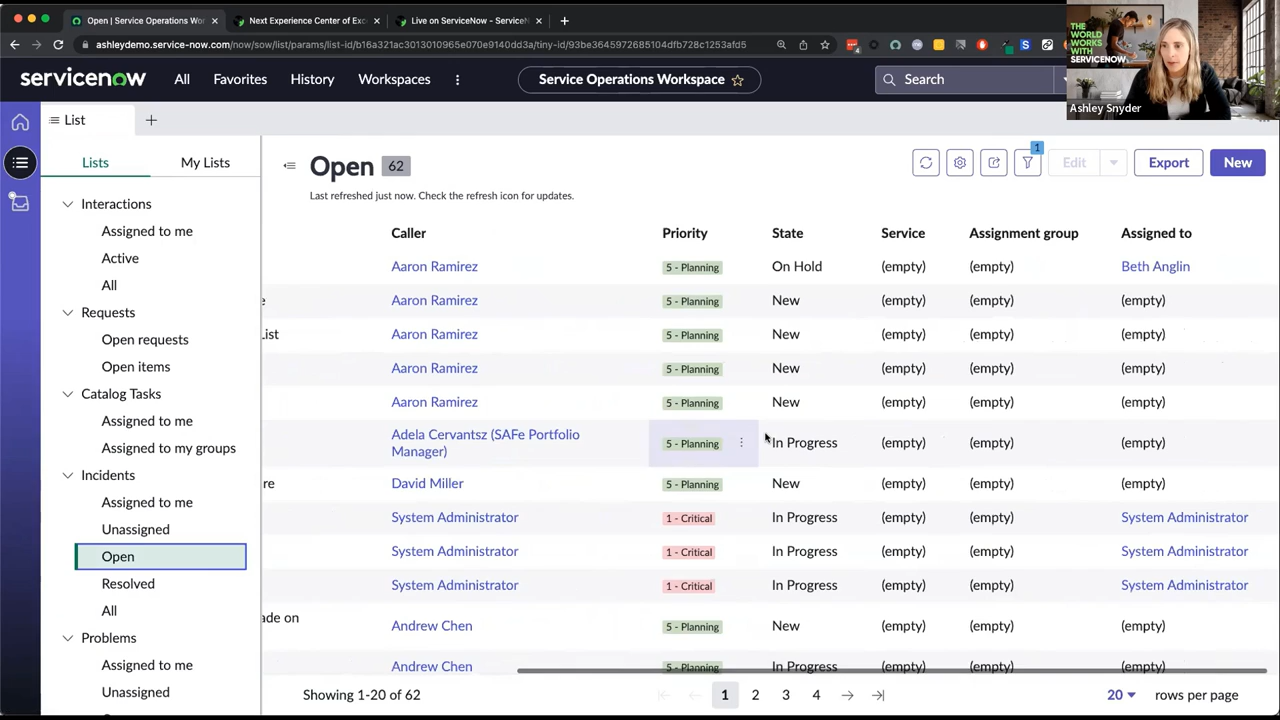 Open | Service Operations Wo
Next Experience Center of Exc
Live on ServiceNow - ServiceN
ashleydemo.service-now.com/now/sow/list/params/list-id/b16a321ac3013010965e070e9140dd3a/tiny-id/93be3645972685104dfb728c1253afd5
servicenow
All
Favorites
History
Workspaces
Service Operations Workspace
Search
THE WORLD WORKS WITH SERVICENOW
Ashley Snyder
List
Lists
My Lists
Interactions
Assigned to me
Active
All
Requests
Open requests
Open items
Catalog Tasks
Assigned to me
Assigned to my groups
Incidents
Assigned to me
Unassigned
Open
Resolved
All
Problems
Assigned to me
Unassigned
Open 62
Last refreshed just now. Check the refresh icon for updates.
1
Edit
Export
New
Caller Priority State Service Assignment group Assigned to
Aaron Ramirez 5 - Planning On Hold (empty) (empty) Beth Anglin
e Aaron Ramirez 5 - Planning New (empty) (empty) (empty)
List Aaron Ramirez 5 - Planning New (empty) (empty) (empty)
Aaron Ramirez 5 - Planning New (empty) (empty) (empty)
Aaron Ramirez 5 - Planning New (empty) (empty) (empty)
Adela Cervantsz (SAFe Portfolio
Manager) 5 - Planning In Progress (empty) (empty) (empty)
re David Miller 5 - Planning New (empty) (empty) (empty)
System Administrator 1 - Critical In Progress (empty) (empty) System Administrator
System Administrator 1 - Critical In Progress (empty) (empty) System Administrator
System Administrator 1 - Critical In Progress (empty) (empty) System Administrator
ade on Andrew Chen 5 - Planning New (empty) (empty) (empty)
Andrew Chen 5 - Planning In Progress (empty) (empty) (empty)
Showing 1-20 of 62
1 2 3 4
20 rows per page